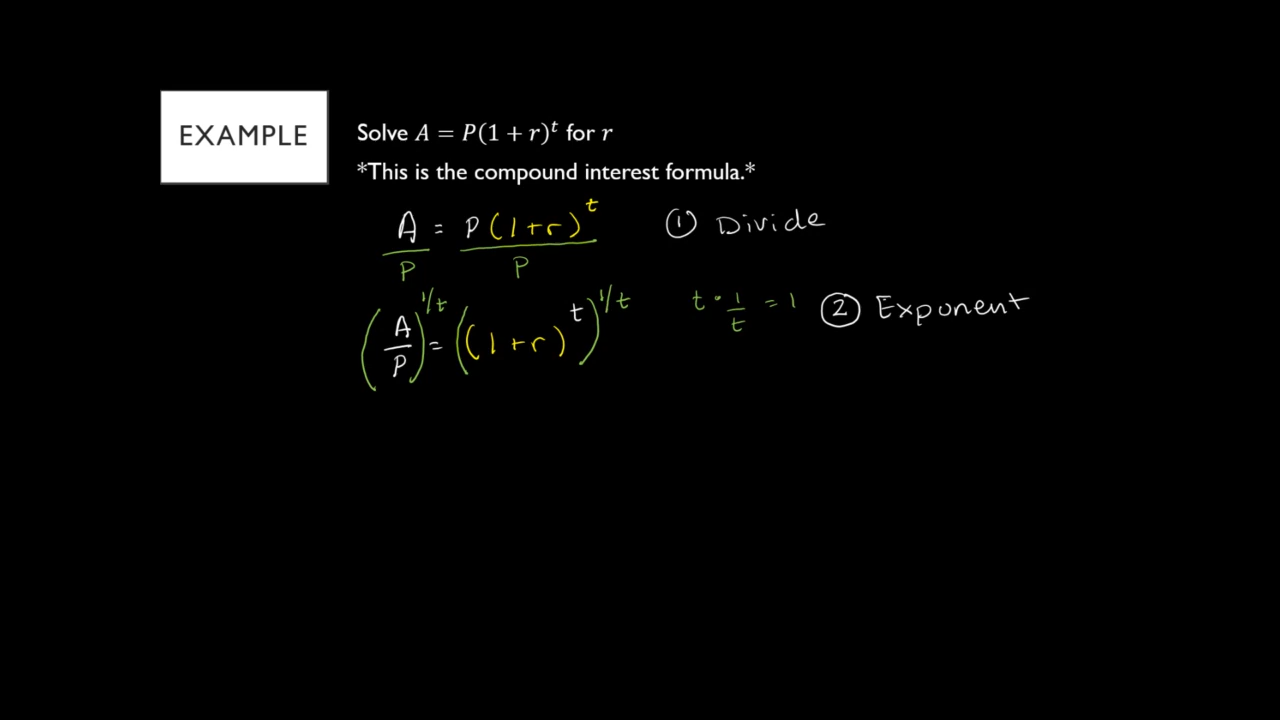 EXAMPLE
Solve A = P(1 + r)^t for r
*This is the compound interest formula.*
A = P(1+r)^t ① Divide
P P
(A/P)^1/t = ((1+r)^t)^1/t t · 1/t = 1 ② Exponent